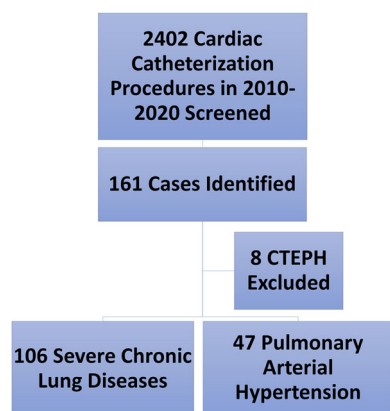 2402 Cardiac
Catheterization
Procedures in 2010-
2020 Screened
161 Cases Identified
8 CTEPH
Excluded
106 Severe Chronic
Lung Diseases
47 Pulmonary
Arterial
Hypertension